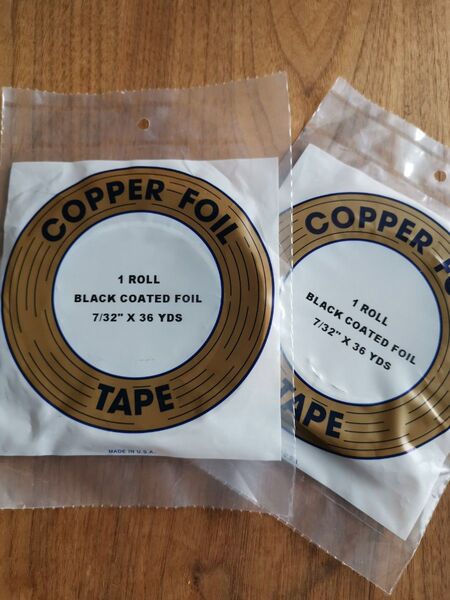 COPPER FOIL
1 ROLL
BLACK COATED FOIL
7/32" X 36 YDS
TAPE
MADE IN U.S.A.
COPPER
1 ROLL
BLACK COATED FOIL
7/32" X 36 YDS
TAPE